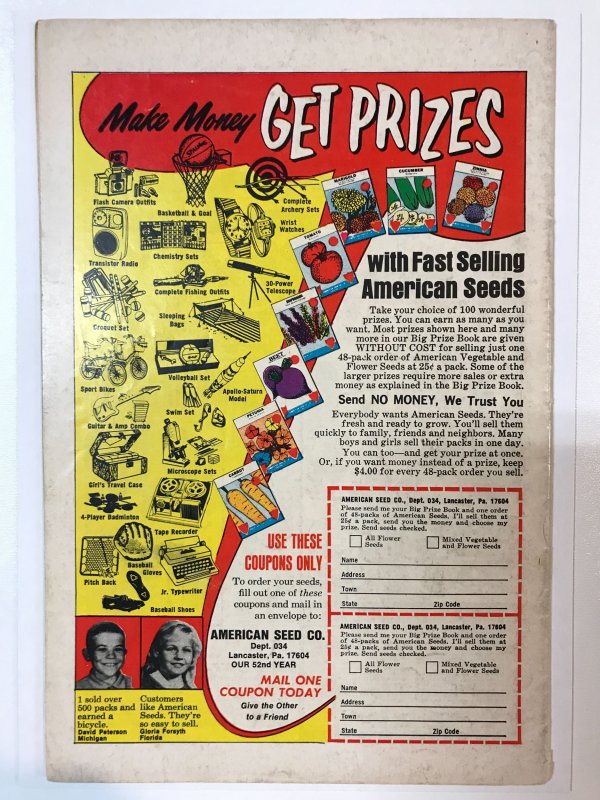 Make Money GET PRIZES
SPALDING
Flash Camera Outfits
Basketball & Goal
Complete
Archery Sets
Wrist
Watches
Transistor Radio
Chemistry Sets
Complete Fishing Outfits
30-Power
Telescope
Croquet Set
Sleeping
Bags
Sport Bikes
Volleyball Set
Apollo-Saturn
Model
Swim Set
Guitar & Amp Combo
Girl's Travel Case
Microscope Sets
4-Player Badminton
Tape Recorder
Pitch Back
Baseball
Gloves
Jr. Typewriter
Baseball Shoes
MARIGOLD
CUCUMBER
ZINNIA
TOMATO
BEET
PETUNIA
CARROT
with Fast Selling
American Seeds
Take your choice of 100 wonderful
prizes. You can earn as many as you
want. Most prizes shown here and many
more in our Big Prize Book are given
WITHOUT COST for selling just one
48-pack order of American Vegetable and
Flower Seeds at 25¢ a pack. Some of the
larger prizes require more sales or extra
money as explained in the Big Prize Book.
Send NO MONEY, We Trust You
Everybody wants American Seeds. They're
fresh and ready to grow. You'll sell them
quickly to family, friends and neighbors. Many
boys and girls sell their packs in one day.
You can too—and get your prize at once.
Or, if you want money instead of a prize, keep
$4.00 for every 48-pack order you sell.
USE THESE
COUPONS ONLY
To order your seeds,
fill out one of these
coupons and mail in
an envelope to:
AMERICAN SEED CO.
Dept. 034
Lancaster, Pa. 17604
OUR 52nd YEAR
MAIL ONE
COUPON TODAY
Give the Other
to a Friend
1 sold over
500 packs and
earned a
bicycle.
David Peterson
Michigan
Customers
like American
Seeds. They're
so easy to sell.
Gloria Forsyth
Florida
AMERICAN SEED CO., Dept. 034, Lancaster, Pa. 17604
Please send me your Big Prize Book and one order
of 48-packs of American Seeds. I'll sell them at
25¢ a pack, send you the money and choose my
prize. Send seeds checked.
All Flower
Seeds
Mixed Vegetable
and Flower Seeds
Name
Address
Town
State Zip Code
AMERICAN SEED CO., Dept. 034, Lancaster, Pa. 17604
Please send me your Big Prize Book and one order
of 48-packs of American Seeds. I'll sell them at
25¢ a pack, send you the money and choose my
prize. Send seeds checked.
All Flower
Seeds
Mixed Vegetable
and Flower Seeds
Name
Address
Town
State Zip Code